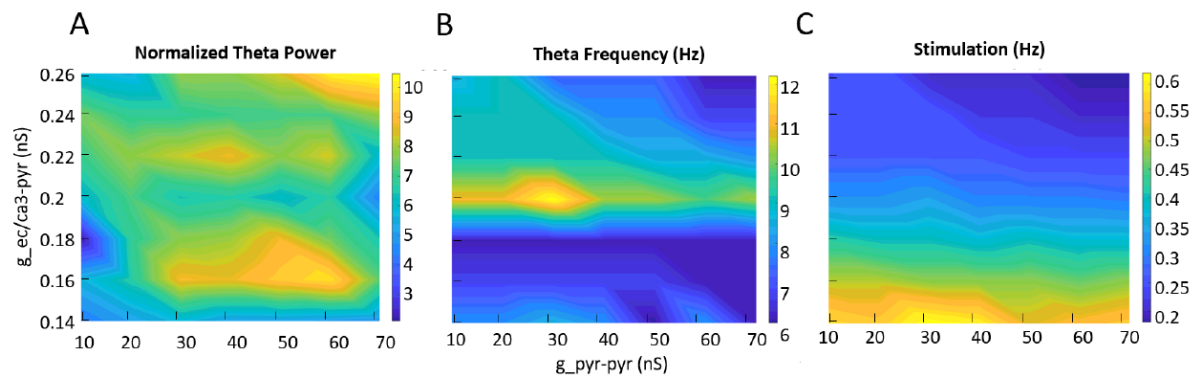 A
B
C
Normalized Theta Power
Theta Frequency (Hz)
Stimulation (Hz)
g_ec/ca3-pyr (nS)
0.26
0.24
0.22
0.2
0.18
0.16
0.14
10 20 30 40 50 60 70
10
9
8
7
6
5
4
3
10 20 30 40 50 60 70
12
11
10
9
8
7
6
10 20 30 40 50 60 70
0.6
0.55
0.5
0.45
0.4
0.35
0.3
0.25
0.2
g_pyr-pyr (nS)